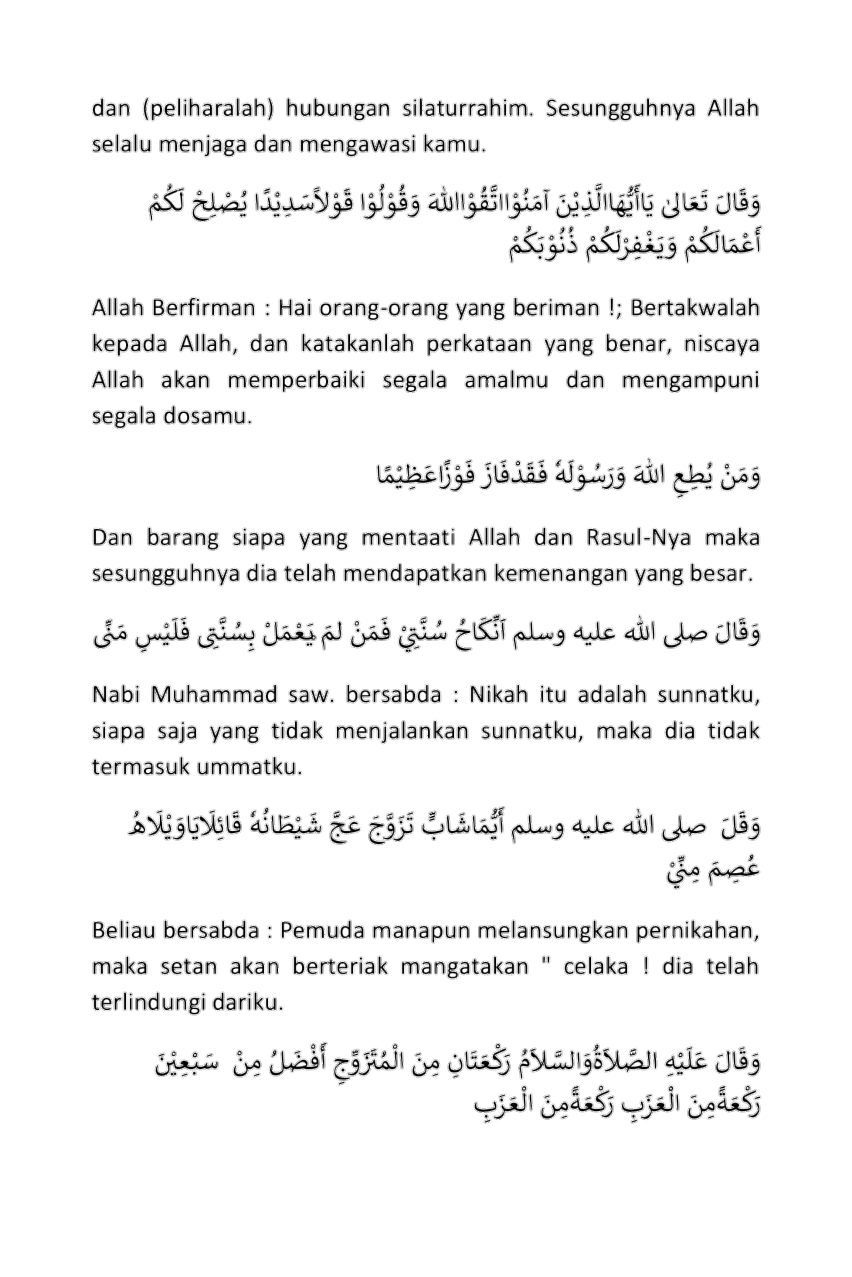 dan (peliharalah) hubungan silaturrahim. Sesungguhnya Allah
selalu menjaga dan mengawasi kamu.
وَقَالَ تَعَالٰى يَاأَيُّهَاالَّذِيْنَ آمَنُوْااتَّقُوْااللهَ وَقُوْلُوْا قَوْلاًسَدِيْدًا يُصْلِحْ لَكُمْ
أَعْمَالَكُمْ وَيَغْفِرْلَكُمْ ذُنُوْبَكُمْ
Allah Berfirman : Hai orang-orang yang beriman !; Bertakwalah
kepada Allah, dan katakanlah perkataan yang benar, niscaya
Allah akan memperbaiki segala amalmu dan mengampuni
segala dosamu.
وَمَنْ يُطِعِ اللهَ وَرَسُوْلَهٗ فَقَدْفَازَ فَوْزًاعَظِيْمًا
Dan barang siapa yang mentaati Allah dan Rasul-Nya maka
sesungguhnya dia telah mendapatkan kemenangan yang besar.
وَقَالَ صلى الله عليه وسلم اَنِّكَاحُ سُنَّتِيْ فَمَنْ لمَ يَعْمَلْ بِسُنَّتِى فَلَيْسِ مَنِّى
Nabi Muhammad saw. bersabda : Nikah itu adalah sunnatku,
siapa saja yang tidak menjalankan sunnatku, maka dia tidak
termasuk ummatku.
وَقَلَ صلى الله عليه وسلم أَيُّمَاشَابٍّ تَزَوَّجَ عَجَّ شَيْطَانُهٗ قَائِلَايَاوَيْلَاهُ
عُصِمَ مِنِّيْ
Beliau bersabda : Pemuda manapun melansungkan pernikahan,
maka setan akan berteriak mangatakan " celaka ! dia telah
terlindungi dariku.
وَقَالَ عَلَيْهِ الصَّلاَةُوَالسَّلاَمُ رَكْعَتَانِ مِنَ الْمُتَزَوِّجِ أَفْضَلُ مِنْ سَبْعِيْنَ
رَكْعَةًمِنَ الْعَزَبِ رَكْعَةًمِنَ الْعَزَبِ